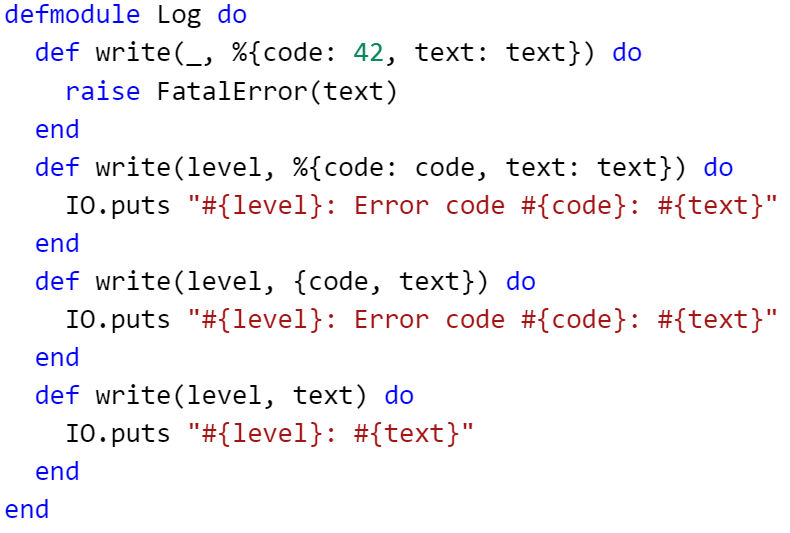 defmodule Log do
  def write(_, %{code: 42, text: text}) do
    raise FatalError(text)
  end
  def write(level, %{code: code, text: text}) do
    IO.puts "#{level}: Error code #{code}: #{text}"
  end
  def write(level, {code, text}) do
    IO.puts "#{level}: Error code #{code}: #{text}"
  end
  def write(level, text) do
    IO.puts "#{level}: #{text}"
  end
end